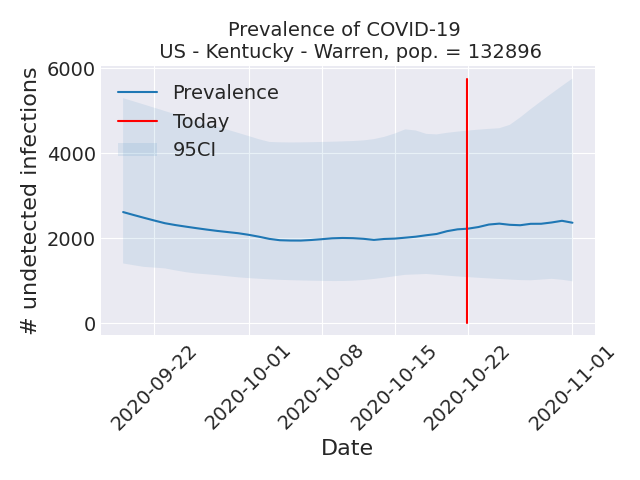 Prevalence of COVID-19
US - Kentucky - Warren, pop. = 132896
# undetected infections
6000
4000
2000
0
Prevalence
Today
95CI
2020-09-22
2020-10-01
2020-10-08
2020-10-15
2020-10-22
2020-11-01
Date